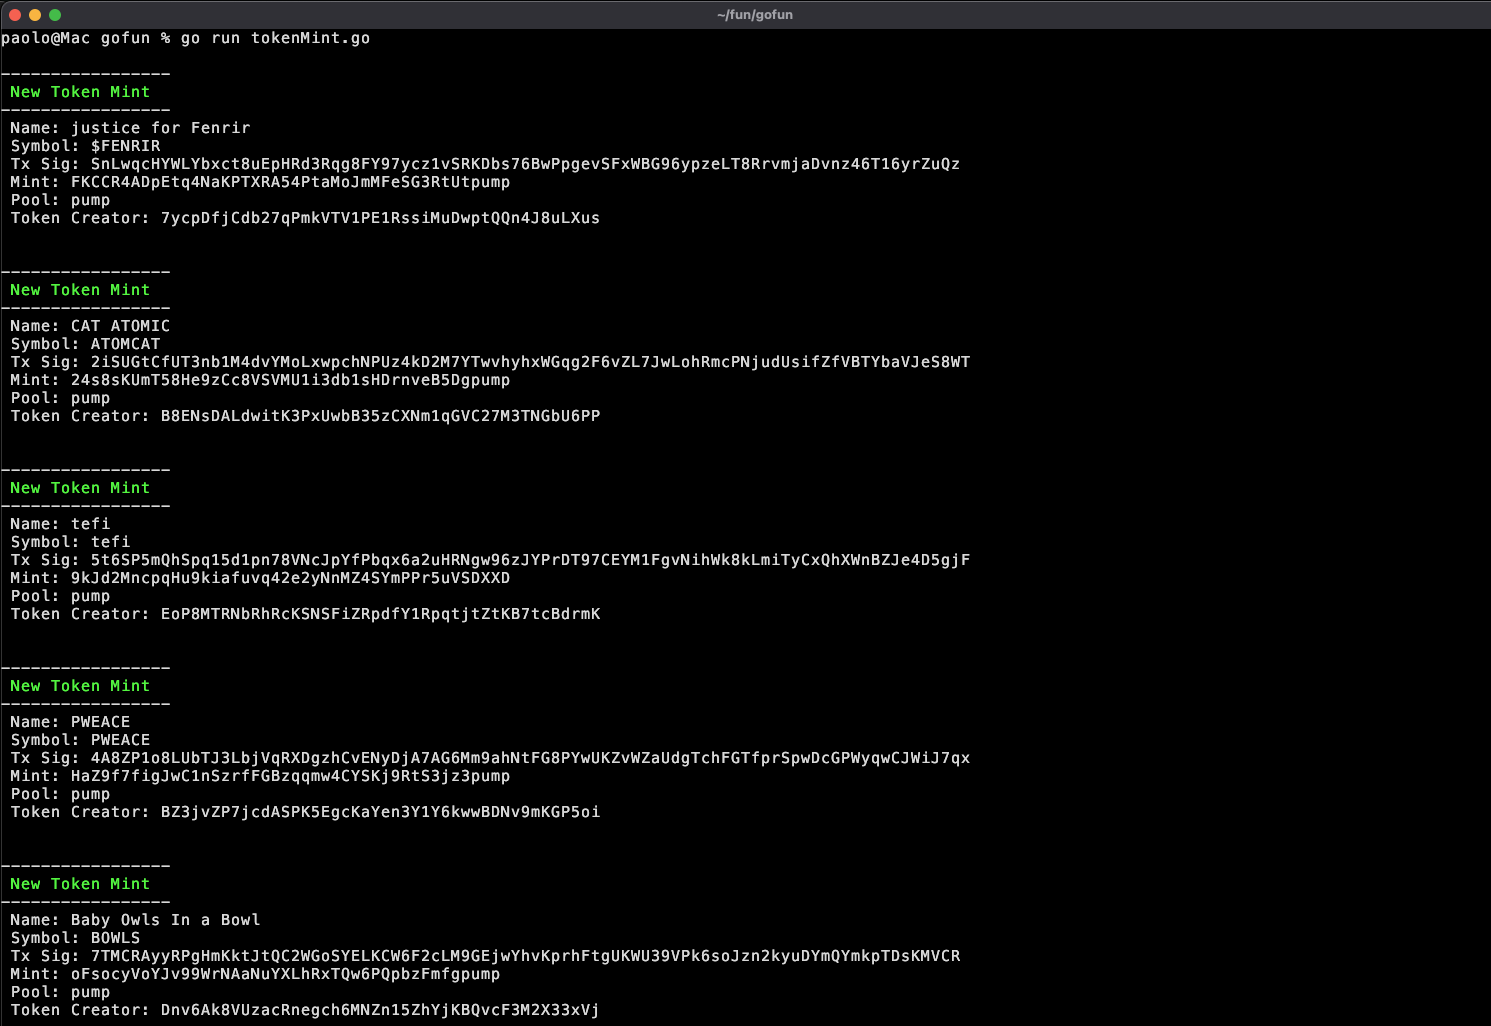 ~/fun/gofun
paolo@Mac gofun % go run tokenMint.go
-----------------
New Token Mint
-----------------
Name: justice for Fenrir
Symbol: $FENRIR
Tx Sig: SnLwqcHYWLYbxct8uEpHRd3Rqg8FY97ycz1vSRKDbs76BwPpgevSFxWBG96ypzeLT8RrvmjaDvnz46T16yrZuQz
Mint: FKCCR4ADpEtq4NaKPTXRA54PtaMoJmMFeSG3RtUtpump
Pool: pump
Token Creator: 7ycpDfjCdb27qPmkVTV1PE1RssiMuDwptQQn4J8uLXus
-----------------
New Token Mint
-----------------
Name: CAT ATOMIC
Symbol: ATOMCAT
Tx Sig: 2iSUGtCfUT3nb1M4dvYMoLxwpchNPUz4kD2M7YTwvhyhxWGqg2F6vZL7JwLohRmcPNjudUsifZfVBTYbaVJeS8WT
Mint: 24s8sKUmT58He9zCc8VSVMU1i3db1sHDrnveB5Dgpump
Pool: pump
Token Creator: B8ENsDALdwitK3PxUwbB35zCXNm1qGVC27M3TNGbU6PP
-----------------
New Token Mint
-----------------
Name: tefi
Symbol: tefi
Tx Sig: 5t6SP5mQhSpq15d1pn78VNcJpYfPbqx6a2uHRNgw96zJYPrDT97CEYM1FgvNihWk8kLmiTyCxQhXWnBZJe4D5gjF
Mint: 9kJd2MncpqHu9kiafuvq42e2yNnMZ4SYmPPr5uVSDXXD
Pool: pump
Token Creator: EoP8MTRNbRhRcKSNSFiZRpdfY1RpqtjtZtKB7tcBdrmK
-----------------
New Token Mint
-----------------
Name: PWEACE
Symbol: PWEACE
Tx Sig: 4A8ZP1o8LUbTJ3LbjVqRXDgzhCvENyDjA7AG6Mm9ahNtFG8PYwUKZvWZaUdgTchFGTfprSpwDcGPWyqwCJWiJ7qx
Mint: HaZ9f7figJwC1nSzrfFGBzqqmw4CYSKj9RtS3jz3pump
Pool: pump
Token Creator: BZ3jvZP7jcdASPK5EgcKaYen3Y1Y6kwwBDNv9mKGP5oi
-----------------
New Token Mint
-----------------
Name: Baby Owls In a Bowl
Symbol: BOWLS
Tx Sig: 7TMCRAyyRPgHmKktJtQC2WGoSYELKCW6F2cLM9GEjwYhvKprhFtgUKWU39VPk6soJzn2kyuDYmQYmkpTDsKMVCR
Mint: oFsocyVoYJv99WrNAaNuYXLhRxTQw6PQpbzFmfgpump
Pool: pump
Token Creator: Dnv6Ak8VUzacRnegch6MNZn15ZhYjKBQvcF3M2X33xVj